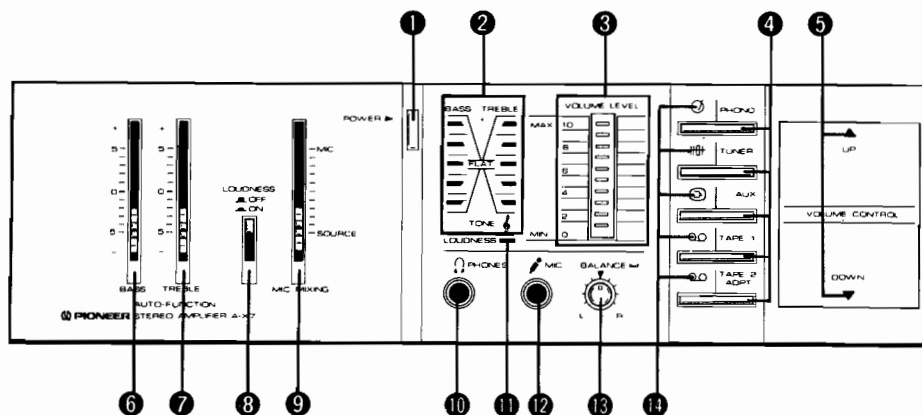 1 2 3 4 5
POWER
BASS TREBLE
FLAT
TONE
LOUDNESS
VOLUME LEVEL
MAX 10
8
6
4
2
MIN 0
PHONO
TUNER
AUX
TAPE 1
TAPE 2
ADPT
UP
VOLUME CONTROL
DOWN
+ + +
5 5 MIC
0 0
5 5 SOURCE
- - -
LOUDNESS
OFF
ON
BASS TREBLE MIC MIXING
AUTO-FUNCTION
PIONEER STEREO AMPLIFIER A-X7
PHONES MIC BALANCE
L R
6 7 8 9 10 11 12 13 14